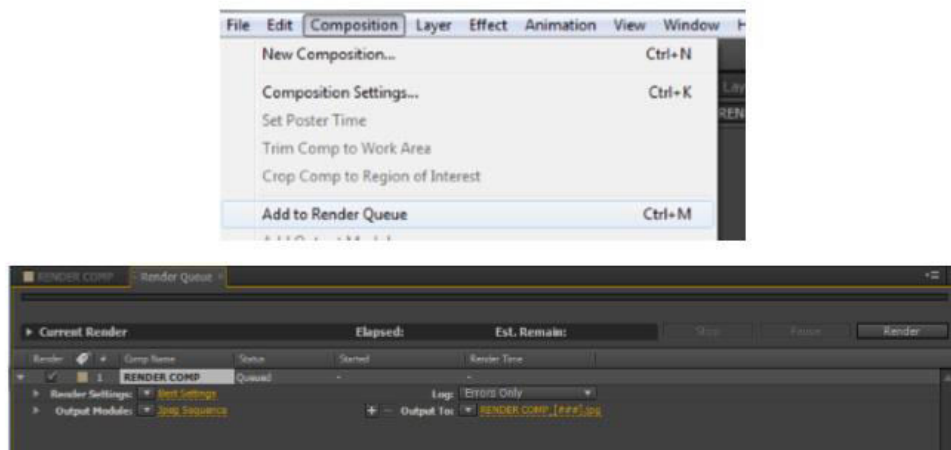 File Edit Composition Layer Effect Animation View Window
New Composition... Ctrl+N
Composition Settings... Ctrl+K
Set Poster Time
Trim Comp to Work Area
Crop Comp to Region of Interest
Add to Render Queue Ctrl+M
RENDER COMP Render Queue
Current Render Elapsed: Est. Remain: Stop Pause Render
Render # Comp Name Status Started Render Time
1 RENDER COMP Queued - -
Render Settings: Best Settings Log: Errors Only
Output Module: Jpeg Sequence + - Output To: RENDER COMP_[###].jpg